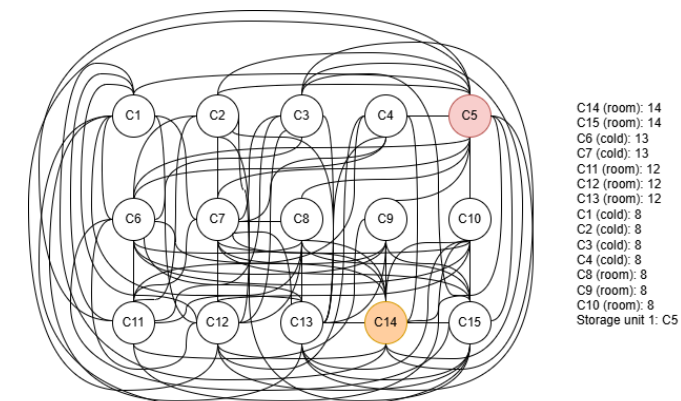 C1 C2 C3 C4 C5
C6 C7 C8 C9 C10
C11 C12 C13 C14 C15
C14 (room): 14
C15 (room): 14
C6 (cold): 13
C7 (cold): 13
C11 (room): 12
C12 (room): 12
C13 (room): 12
C1 (cold): 8
C2 (cold): 8
C3 (cold): 8
C4 (cold): 8
C8 (room): 8
C9 (room): 8
C10 (room): 8
Storage unit 1: C5